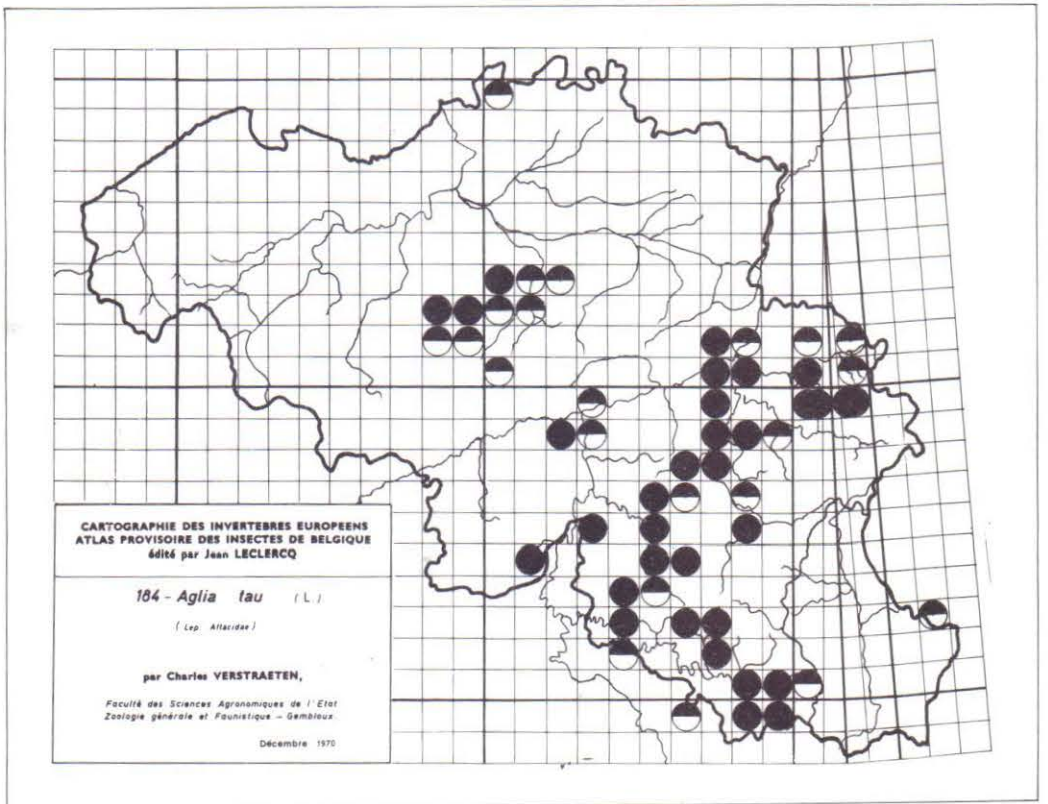 CARTOGRAPHIE DES INVERTEBRES EUROPEENS
ATLAS PROVISOIRE DES INSECTES DE BELGIQUE
édité par Jean LECLERCQ
184 - Aglia tau (L.)
(Lep. Attacidae)
par Charles VERSTRAETEN,
Faculté des Sciences Agronomiques de l'Etat
Zoologie générale et Faunistique - Gembloux.
Décembre 1970